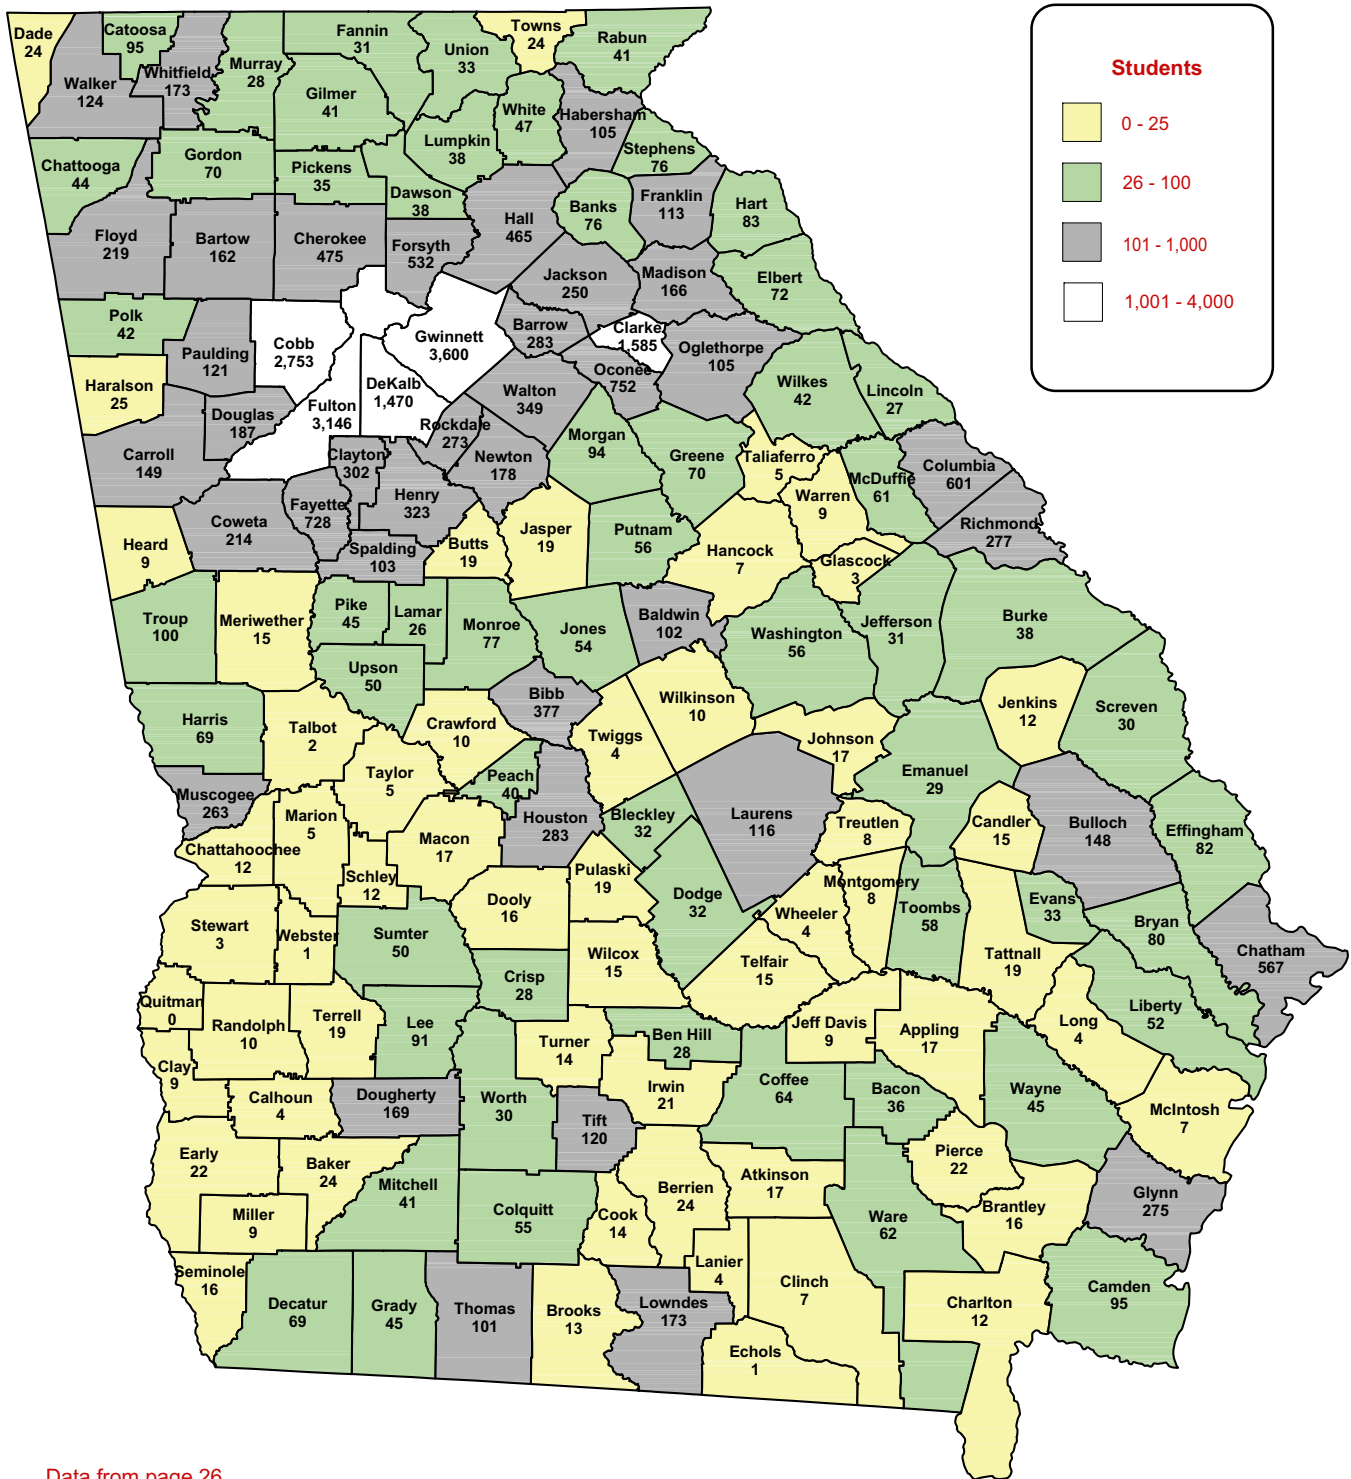 Students
0 - 25
26 - 100
101 - 1,000
1,001 - 4,000
Dade
24
Catoosa
95
Walker
124
Whitfield
173
Murray
28
Fannin
31
Gilmer
41
Union
33
Towns
24
Rabun
41
White
47
Habersham
105
Lumpkin
38
Stephens
76
Chattooga
44
Gordon
70
Pickens
35
Dawson
38
Hall
465
Banks
76
Franklin
113
Hart
83
Floyd
219
Bartow
162
Cherokee
475
Forsyth
532
Jackson
250
Madison
166
Elbert
72
Polk
42
Paulding
121
Cobb
2,753
Gwinnett
3,600
Barrow
283
Clarke
1,585
Oglethorpe
105
Oconee
752
Haralson
25
Douglas
187
Fulton
3,146
DeKalb
1,470
Rockdale
273
Walton
349
Newton
178
Morgan
94
Greene
70
Wilkes
42
Lincoln
27
Taliaferro
5
Warren
9
McDuffie
61
Columbia
601
Richmond
277
Carroll
149
Clayton
302
Henry
323
Fayette
728
Coweta
214
Heard
9
Spalding
103
Butts
19
Jasper
19
Putnam
56
Hancock
7
Glascock
3
Troup
100
Meriwether
15
Pike
45
Lamar
26
Monroe
77
Jones
54
Baldwin
102
Washington
56
Jefferson
31
Burke
38
Upson
50
Bibb
377
Wilkinson
10
Twiggs
4
Jenkins
12
Screven
30
Harris
69
Talbot
2
Crawford
10
Johnson
17
Emanuel
29
Muscogee
263
Taylor
5
Peach
40
Houston
283
Bleckley
32
Laurens
116
Treutlen
8
Candler
15
Bulloch
148
Effingham
82
Chattahoochee
12
Marion
5
Macon
17
Schley
12
Pulaski
19
Dooly
16
Dodge
32
Montgomery
8
Wheeler
4
Toombs
58
Evans
33
Bryan
80
Chatham
567
Stewart
3
Webster
1
Sumter
50
Crisp
28
Wilcox
15
Telfair
15
Tattnall
19
Liberty
52
Long
4
Quitman
0
Randolph
10
Terrell
19
Lee
91
Turner
14
Ben Hill
28
Jeff Davis
9
Appling
17
Wayne
45
McIntosh
7
Clay
9
Calhoun
4
Dougherty
169
Worth
30
Tift
120
Irwin
21
Coffee
64
Bacon
36
Pierce
22
Early
22
Baker
24
Miller
9
Mitchell
41
Colquitt
55
Cook
14
Berrien
24
Atkinson
17
Ware
62
Brantley
16
Glynn
275
Seminole
16
Decatur
69
Grady
45
Thomas
101
Brooks
13
Lowndes
173
Lanier
4
Clinch
7
Echols
1
Charlton
12
Camden
95
Data from page 26